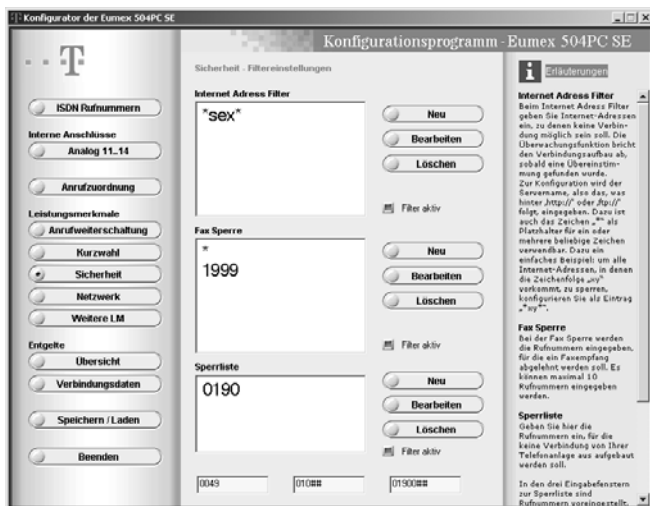 Konfigurator der Eumex 504PC SE
Konfigurationsprogramm - Eumex 504PC SE
T
ISDN Rufnummern
Interne Anschlüsse
Analog 11..14
Anrufzuordnung
Leistungsmerkmale
Anrufweiterschaltung
Kurzwahl
Sicherheit
Netzwerk
Weitere LM
Entgelte
Übersicht
Verbindungsdaten
Speichern / Laden
Beenden
Sicherheit - Filtereinstellungen
Internet Adress Filter
*sex*
Neu
Bearbeiten
Löschen
Filter aktiv
Fax Sperre
*
1999
Neu
Bearbeiten
Löschen
Filter aktiv
Sperrliste
0190
Neu
Bearbeiten
Löschen
Filter aktiv
0049
010##
01900##
i
Erläuterungen
Internet Adress Filter
Beim Internet Adress Filter
geben Sie Internet-Adressen
ein, zu denen keine Verbin-
dung möglich sein soll. Die
Überwachungsfunktion bricht
den Verbindungsaufbau ab,
sobald eine Übereinstim-
mung gefunden wurde.
Zur Konfiguration wird der
Servername, also das, was
hinter „http://" oder „ftp://"
folgt, eingegeben. Dazu ist
auch das Zeichen „*" als
Platzhalter für ein oder
mehrere beliebige Zeichen
verwendbar. Dazu ein
einfaches Beispiel: um alle
Internet-Adressen, in denen
die Zeichenfolge „xy"
vorkommt, zu sperren,
konfigurieren Sie als Eintrag
„*xy*".
Fax Sperre
Bei der Fax Sperre werden
die Rufnummern eingegeben,
für die ein Faxempfang
abgelehnt werden soll. Es
können maximal 10
Rufnummern eingegeben
werden.
Sperrliste
Geben Sie hier die
Rufnummern ein, für die
keine Verbindung von Ihrer
Telefonanlage aus aufgebaut
werden soll.
In den drei Eingabefenstern
zur Sperrliste sind
Rufnummern voreingestellt,